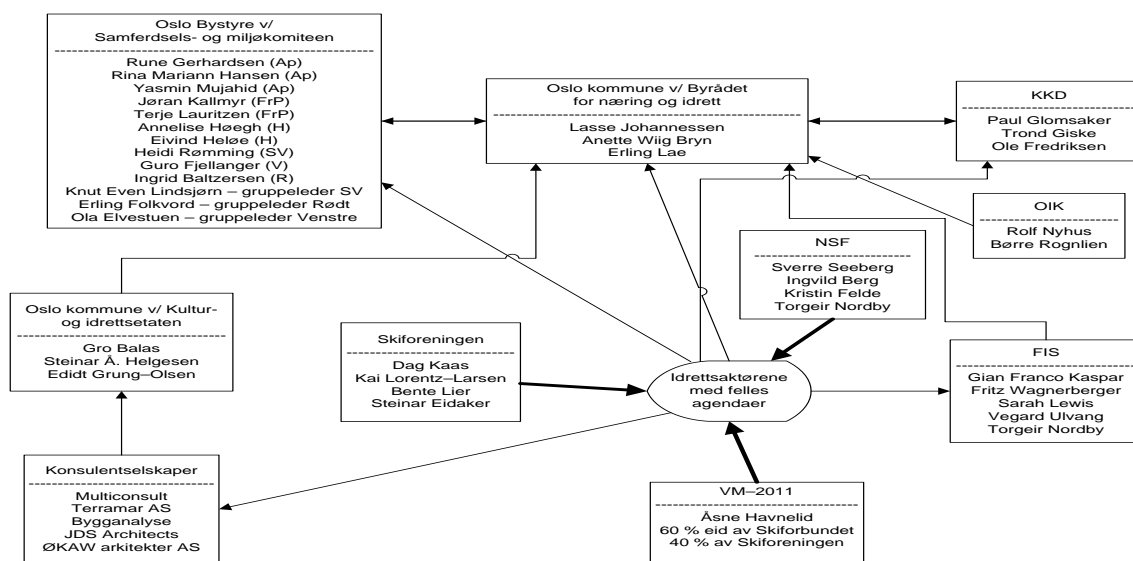 Oslo Bystyre v/
Samferdsels- og miljøkomiteen
Rune Gerhardsen (Ap)
Rina Mariann Hansen (Ap)
Yasmin Mujahid (Ap)
Jøran Kallmyr (FrP)
Terje Lauritzen (FrP)
Annelise Høegh (H)
Eivind Heløe (H)
Heidi Rømming (SV)
Guro Fjellanger (V)
Ingrid Baltzersen (R)
Knut Even Lindsjørn – gruppeleder SV
Erling Folkvord – gruppeleder Rødt
Ola Elvestuen – gruppeleder Venstre
Oslo kommune v/ Byrådet
for næring og idrett
Lasse Johannessen
Anette Wiig Bryn
Erling Lae
KKD
Paul Glomsaker
Trond Giske
Ole Fredriksen
OIK
Rolf Nyhus
Børre Rognlien
NSF
Sverre Seeberg
Ingvild Berg
Kristin Felde
Torgeir Nordby
Oslo kommune v/ Kultur-
og idrettsetaten
Gro Balas
Steinar Å. Helgesen
Edidt Grung–Olsen
Skiforeningen
Dag Kaas
Kai Lorentz–Larsen
Bente Lier
Steinar Eidaker
Idrettsaktørene
med felles
agendaer
FIS
Gian Franco Kaspar
Fritz Wagnerberger
Sarah Lewis
Vegard Ulvang
Torgeir Nordby
Konsulentselskaper
Multiconsult
Terramar AS
Bygganalyse
JDS Architects
ØKAW arkitekter AS
VM–2011
Åsne Havnelid
60 % eid av Skiforbundet
40 % av Skiforeningen